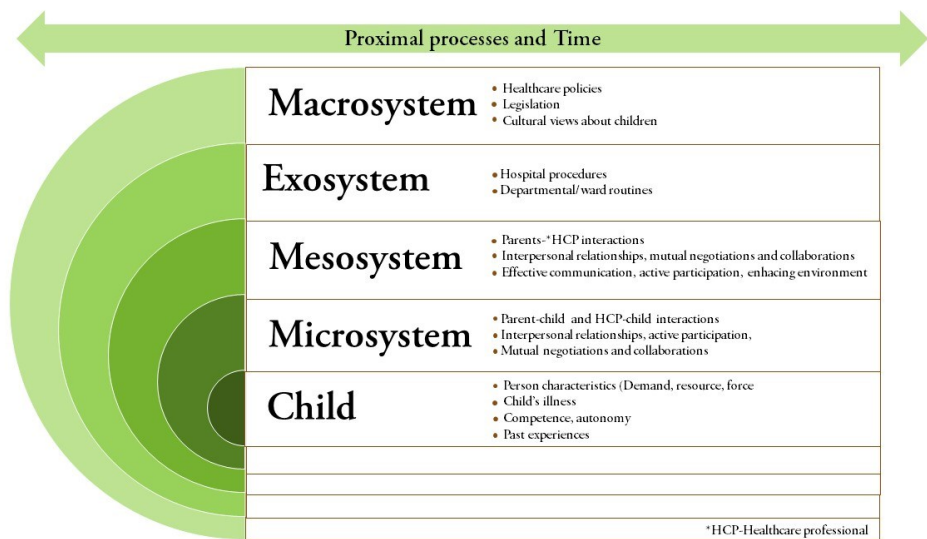 Proximal processes and Time
Macrosystem
• Healthcare policies
• Legislation
• Cultural views about children
Exosystem
• Hospital procedures
• Departmental/ward routines
Mesosystem
• Parents-*HCP interactions
• Interpersonal relationships, mutual negotiations and collaborations
• Effective communication, active participation, enhacing environment
Microsystem
• Parent-child and HCP-child interactions
• Interpersonal relationships, active participation,
• Mutual negotiations and collaborations
Child
• Person characteristics (Demand, resource, force
• Child's illness
• Competence, autonomy
• Past experiences
*HCP-Healthcare professional